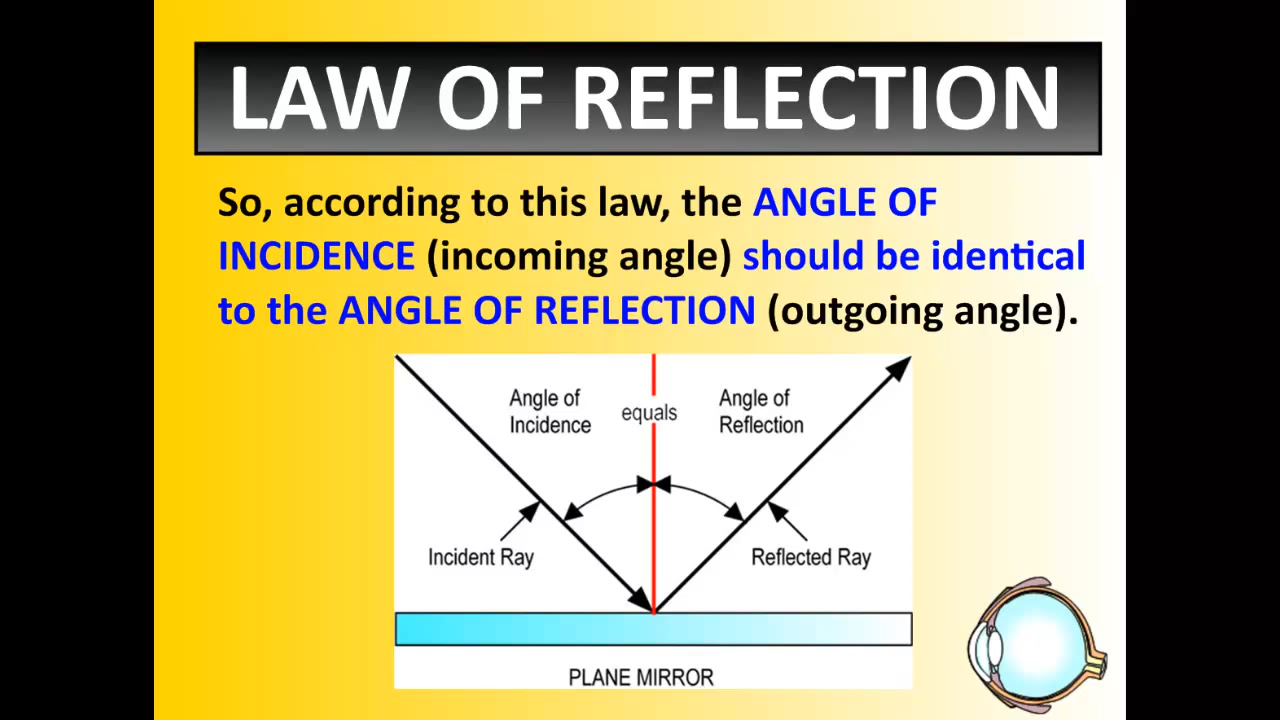 LAW OF REFLECTION
So, according to this law, the ANGLE OF
INCIDENCE (incoming angle) should be identical
to the ANGLE OF REFLECTION (outgoing angle).
Angle of
Incidence
equals
Angle of
Reflection
Incident Ray
Reflected Ray
PLANE MIRROR